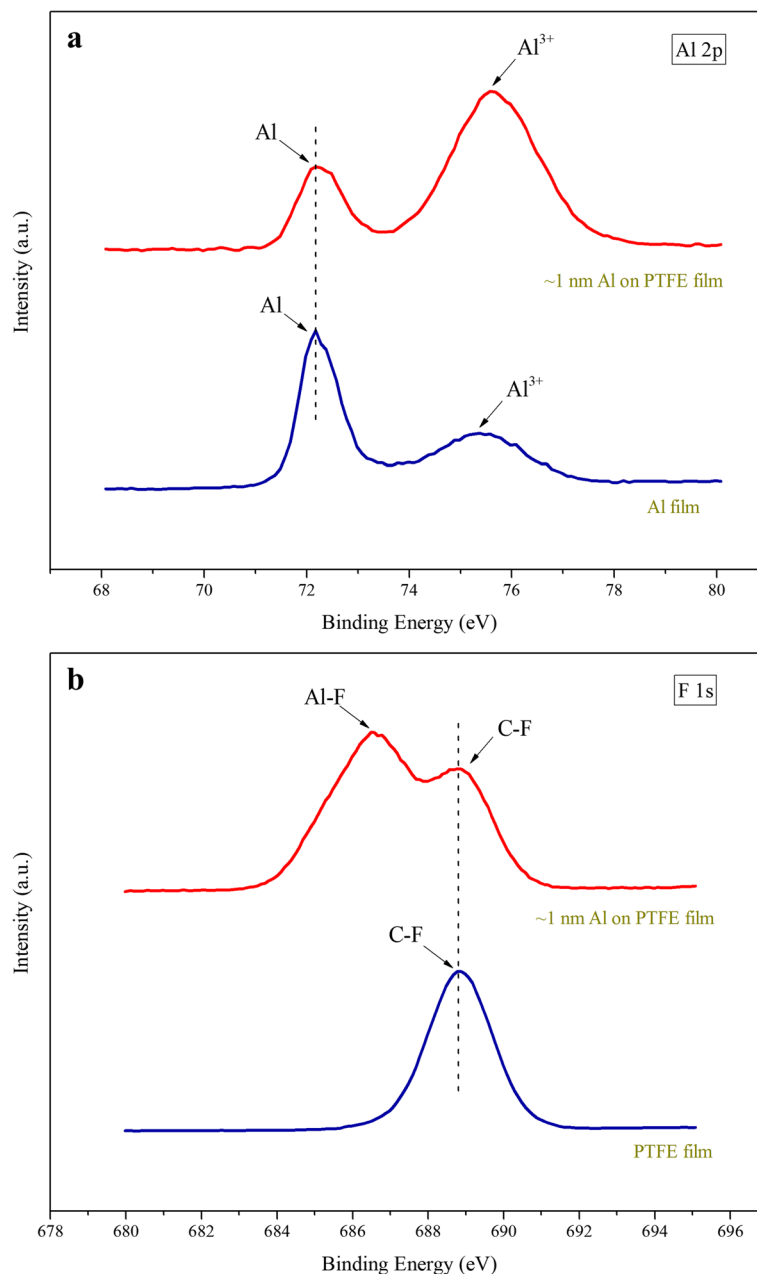 a
Al 2p
Al³⁺
Al
~1 nm Al on PTFE film
Al
Al³⁺
Al film
Intensity (a.u.)
68 70 72 74 76 78 80
Binding Energy (eV)
b
F 1s
Al-F
C-F
~1 nm Al on PTFE film
C-F
PTFE film
Intensity (a.u.)
678 680 682 684 686 688 690 692 694 696
Binding Energy (eV)